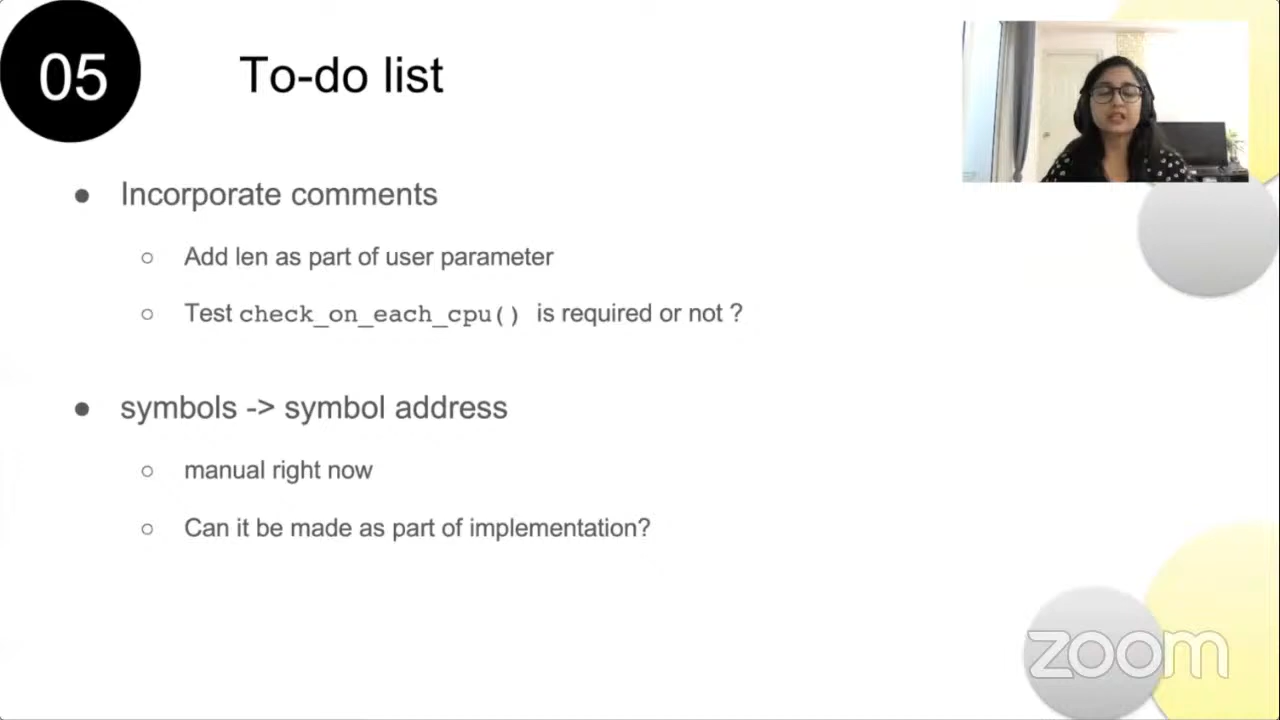 05
To-do list
● Incorporate comments
○ Add len as part of user parameter
○ Test check_on_each_cpu() is required or not ?
● symbols -> symbol address
○ manual right now
○ Can it be made as part of implementation?
zoom